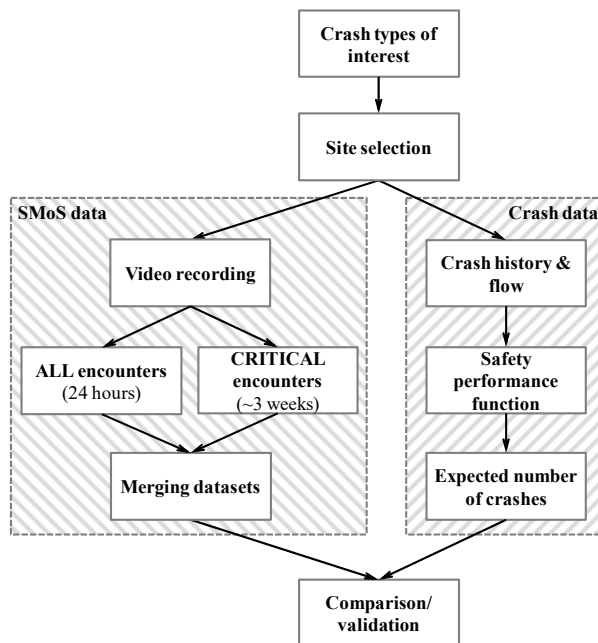 Crash types of
interest
Site selection
SMoS data
Crash data
Video recording
Crash history &
flow
ALL encounters
(24 hours)
CRITICAL
encounters
(~3 weeks)
Safety
performance
function
Merging datasets
Expected number
of crashes
Comparison/
validation